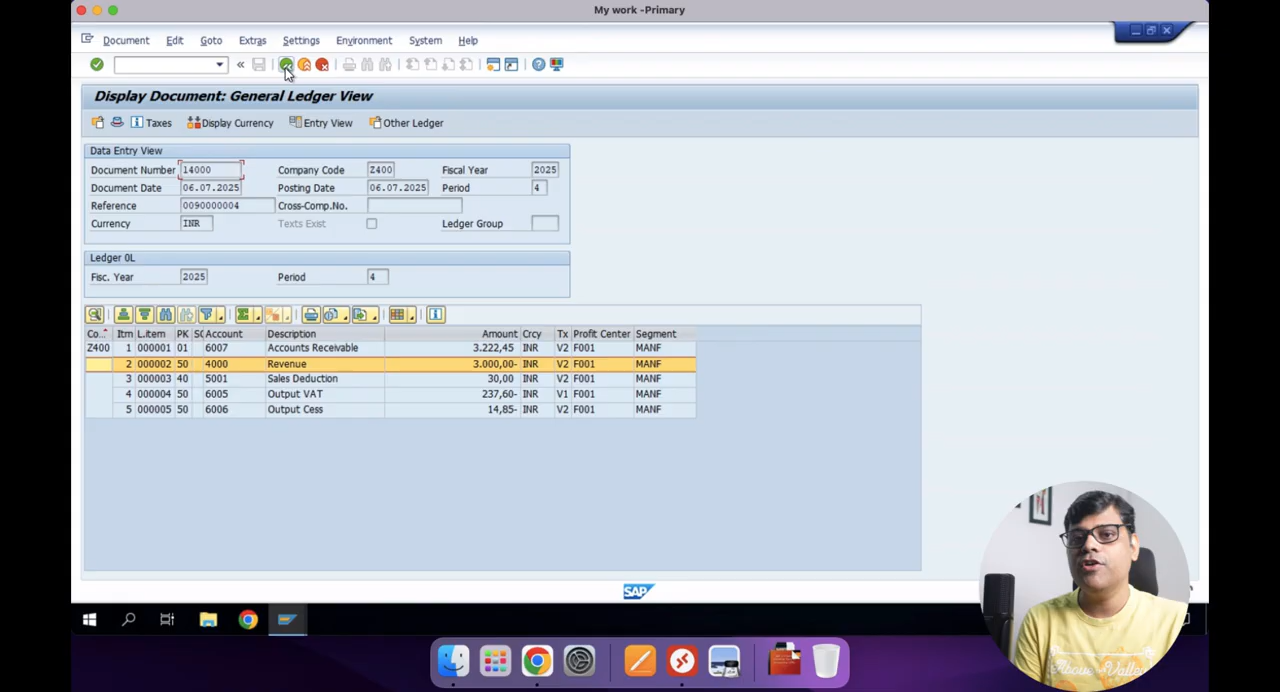 My work -Primary
Document Edit Goto Extras Settings Environment System Help
Display Document: General Ledger View
Taxes Display Currency Entry View Other Ledger
Data Entry View
Document Number 14000 Company Code Z400 Fiscal Year 2025
Document Date 06.07.2025 Posting Date 06.07.2025 Period 4
Reference 0090000004 Cross-Comp.No.
Currency INR Texts Exist Ledger Group
Ledger 0L
Fisc. Year 2025 Period 4
Co... Itm L.item PK SG Account Description Amount Crcy Tx Profit Center Segment
Z400 1 000001 01 6007 Accounts Receivable 3.222,45 INR V2 F001 MANF
2 000002 50 4000 Revenue 3.000,00- INR V2 F001 MANF
3 000003 40 5001 Sales Deduction 30,00 INR V2 F001 MANF
4 000004 50 6005 Output VAT 237,60- INR V1 F001 MANF
5 000005 50 6006 Output Cess 14,85- INR V2 F001 MANF
SAP
Above the Valley